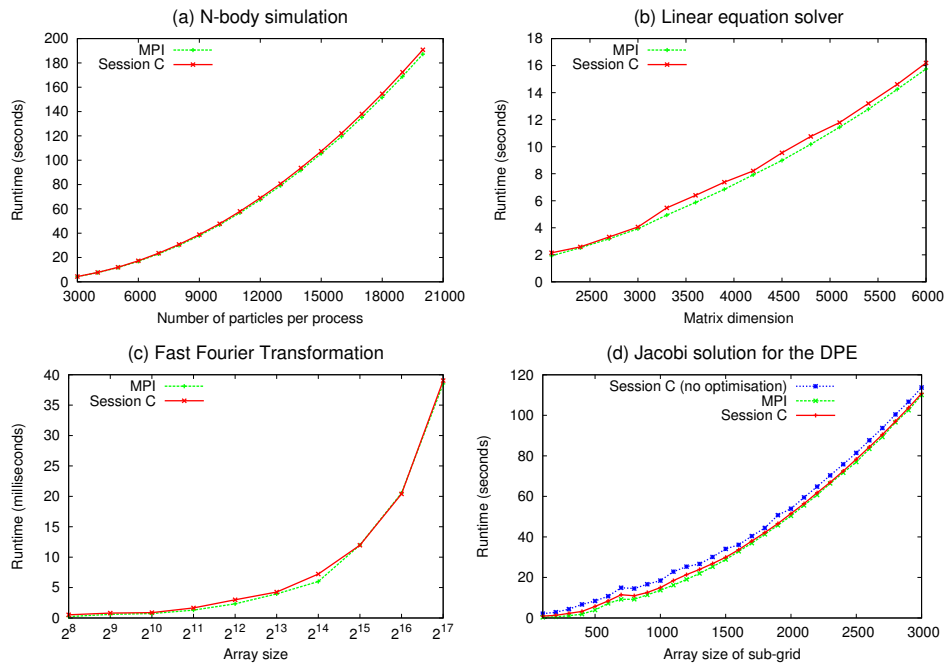 (a) N-body simulation
MPI
Session C
Runtime (seconds)
200
180
160
140
120
100
80
60
40
20
0
3000 6000 9000 12000 15000 18000 21000
Number of particles per process
(b) Linear equation solver
MPI
Session C
Runtime (seconds)
18
16
14
12
10
8
6
4
2
0
2500 3000 3500 4000 4500 5000 5500 6000
Matrix dimension
(c) Fast Fourier Transformation
MPI
Session C
Runtime (milliseconds)
40
35
30
25
20
15
10
5
0
2^8 2^9 2^10 2^11 2^12 2^13 2^14 2^15 2^16 2^17
Array size
(d) Jacobi solution for the DPE
Session C (no optimisation)
MPI
Session C
Runtime (seconds)
120
100
80
60
40
20
0
500 1000 1500 2000 2500 3000
Array size of sub-grid